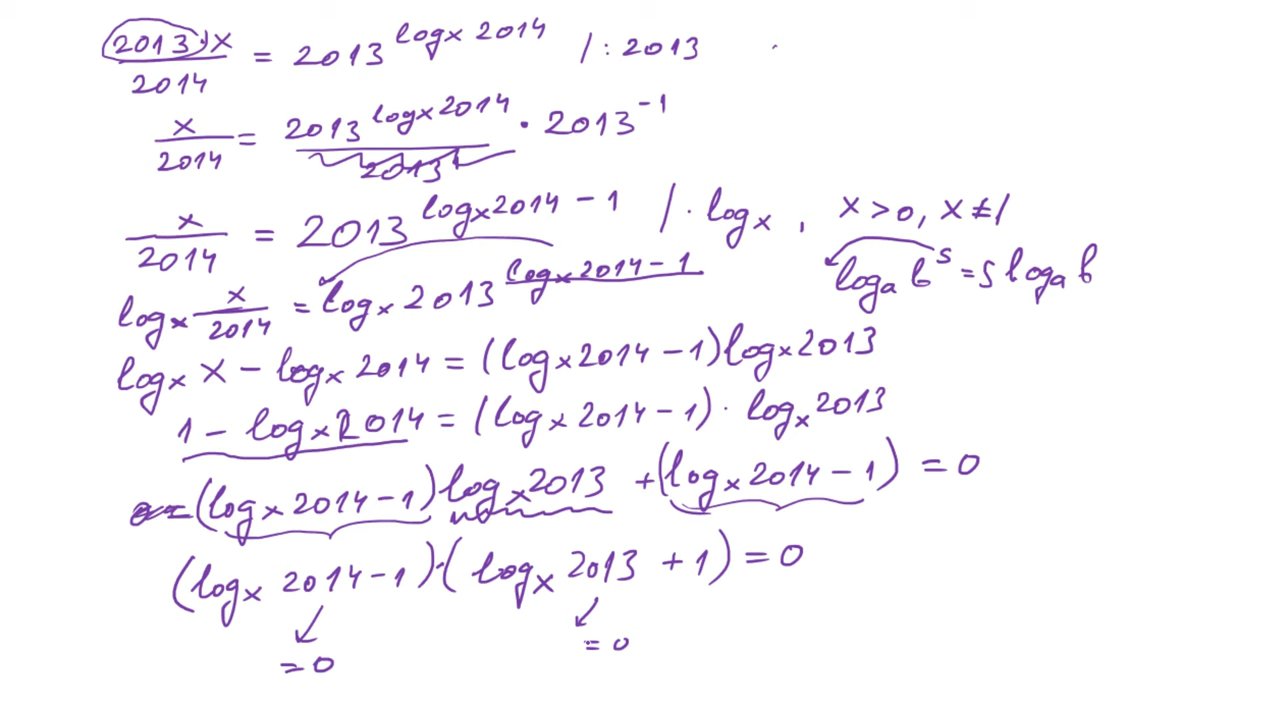 2013·x/2014 = 2013^(log_x 2014) / : 2013
x/2014 = 2013^(log_x 2014) · 2013^(-1)
x/2014 = 2013^(log_x 2014 - 1) / · log_x , x > 0, x ≠ 1
log_a b^s = s log_a b
log_x x/2014 = log_x 2013^(log_x 2014 - 1)
log_x x - log_x 2014 = (log_x 2014 - 1) log_x 2013
1 - log_x 2014 = (log_x 2014 - 1) · log_x 2013
(log_x 2014 - 1) log_x 2013 + (log_x 2014 - 1) = 0
(log_x 2014 - 1) · (log_x 2013 + 1) = 0
= 0 = 0